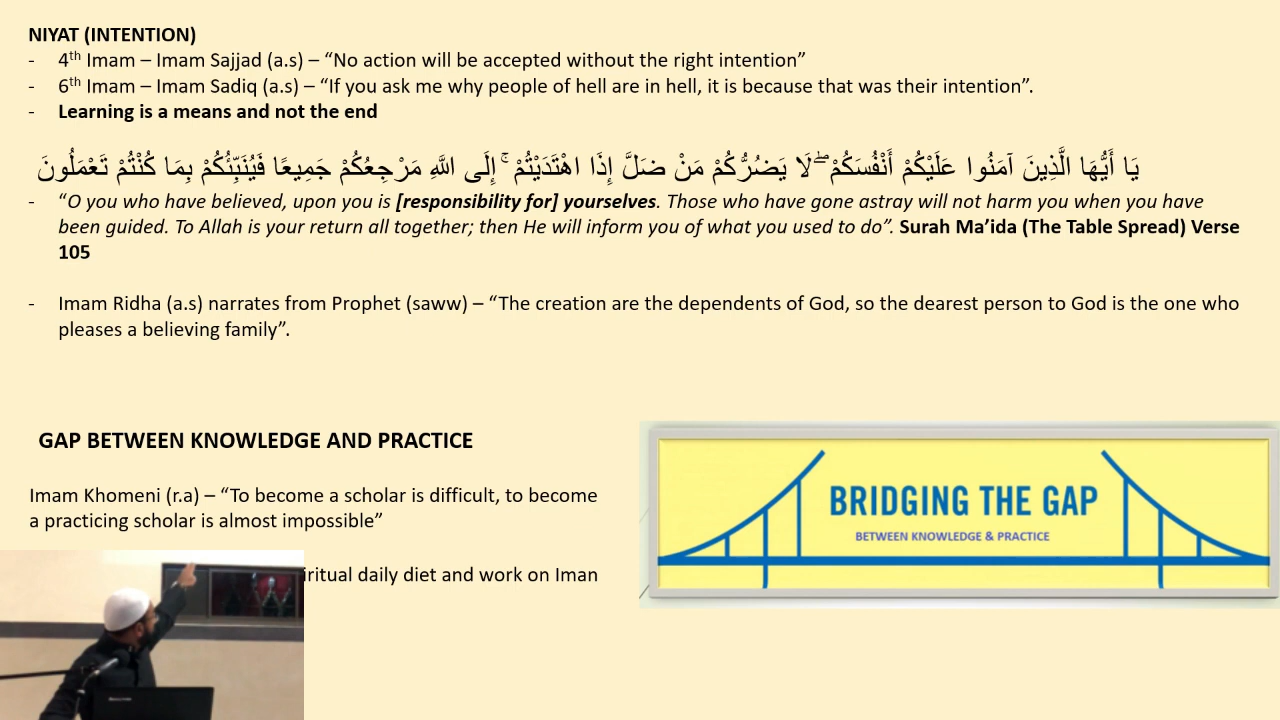 NIYAT (INTENTION)
- 4th Imam – Imam Sajjad (a.s) – “No action will be accepted without the right intention”
- 6th Imam – Imam Sadiq (a.s) – “If you ask me why people of hell are in hell, it is because that was their intention”.
- Learning is a means and not the end
يَا أَيُّهَا الَّذِينَ آمَنُوا عَلَيْكُمْ أَنْفُسَكُمْ ۖ لَا يَضُرُّكُمْ مَنْ ضَلَّ إِذَا اهْتَدَيْتُمْ ۚ إِلَى اللَّهِ مَرْجِعُكُمْ جَمِيعًا فَيُنَبِّئُكُمْ بِمَا كُنْتُمْ تَعْمَلُونَ
- “O you who have believed, upon you is [responsibility for] yourselves. Those who have gone astray will not harm you when you have
been guided. To Allah is your return all together; then He will inform you of what you used to do”. Surah Ma’ida (The Table Spread) Verse
105
- Imam Ridha (a.s) narrates from Prophet (saww) – “The creation are the dependents of God, so the dearest person to God is the one who
pleases a believing family”.
GAP BETWEEN KNOWLEDGE AND PRACTICE
Imam Khomeni (r.a) – “To become a scholar is difficult, to become
a practicing scholar is almost impossible”
daily diet and work on Iman
BRIDGING THE GAP
BETWEEN KNOWLEDGE & PRACTICE